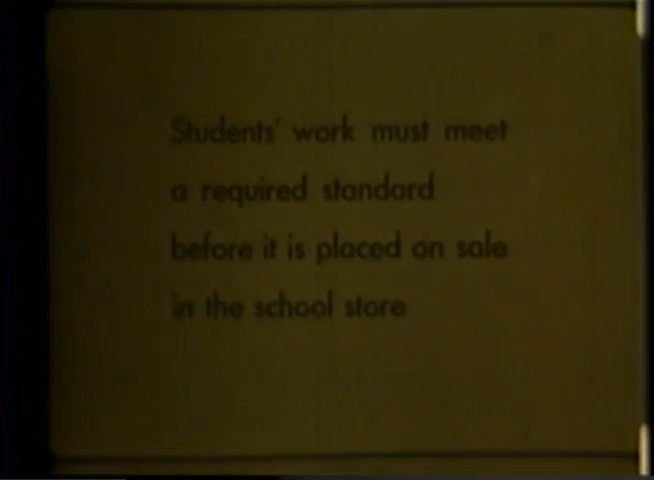 Students' work must meet
a required standard
before it is placed on sale
in the school store